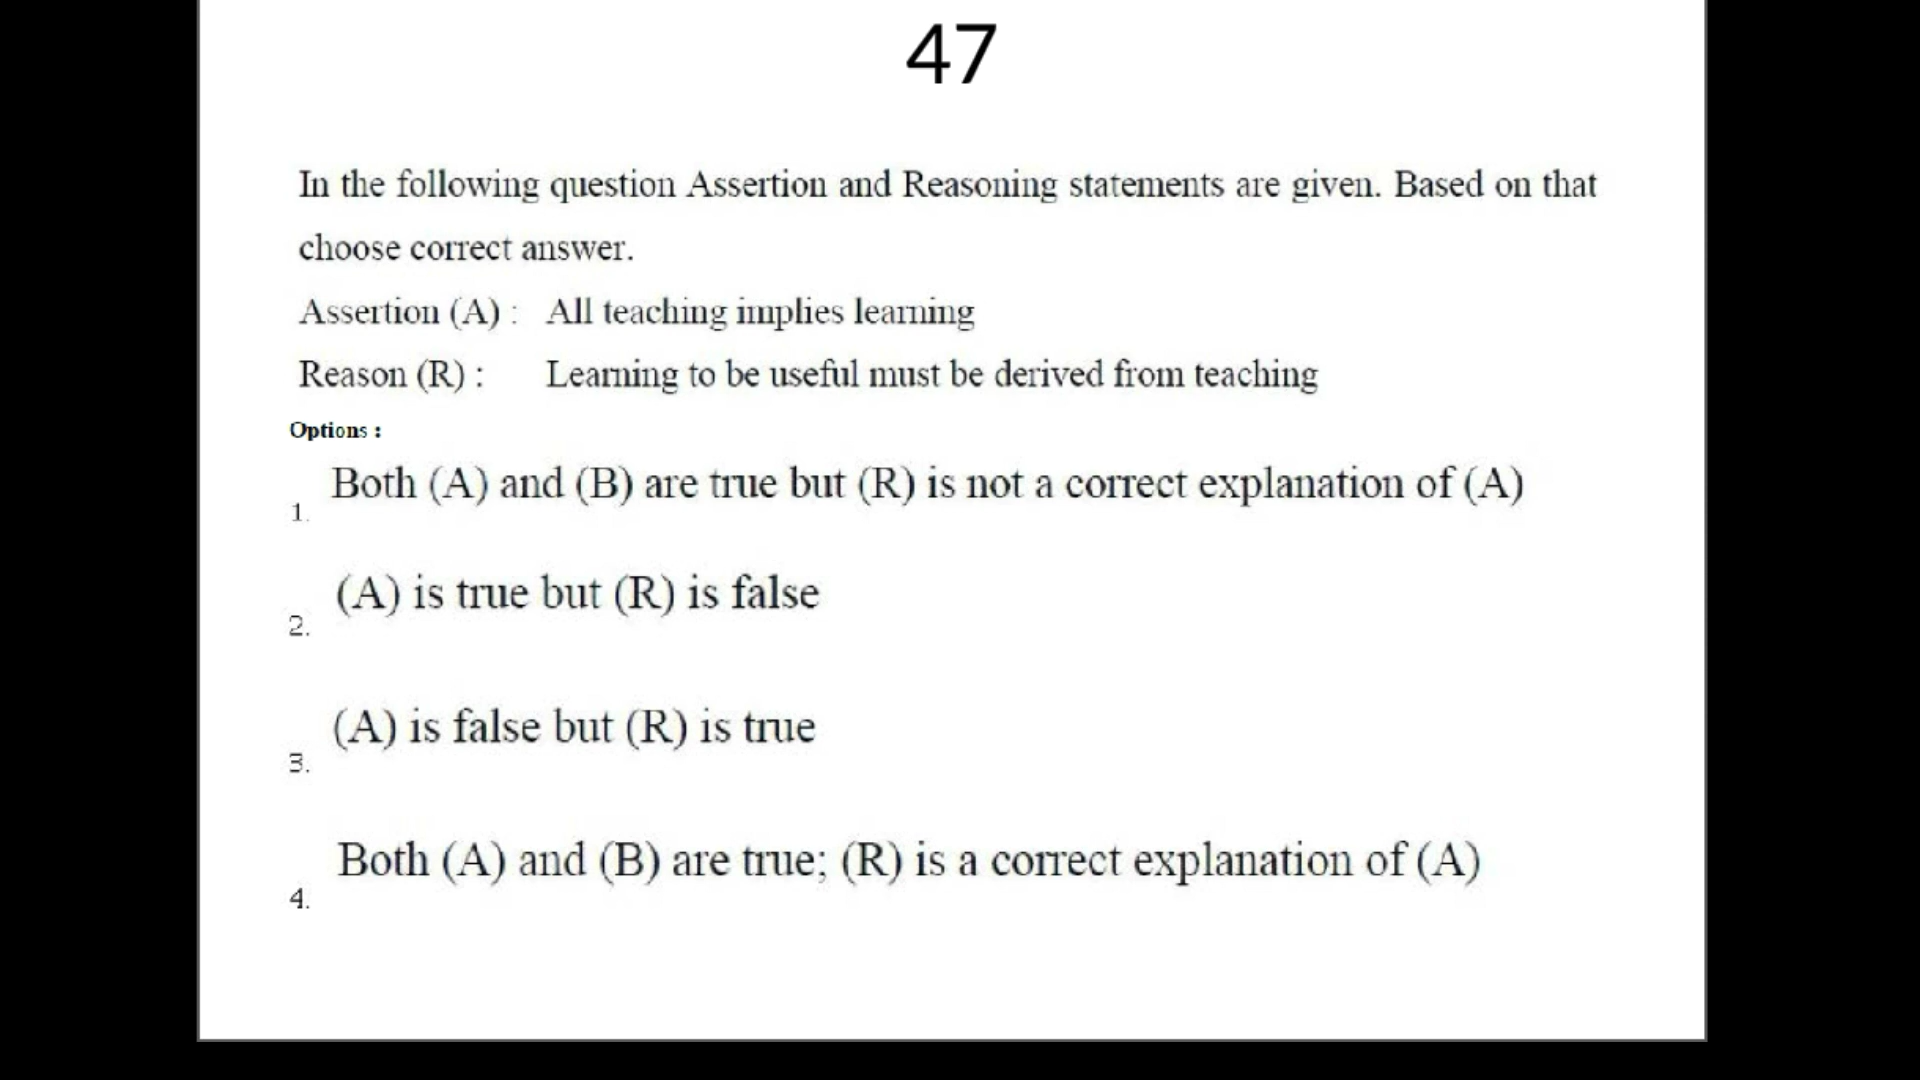 47
In the following question Assertion and Reasoning statements are given. Based on that
choose correct answer.
Assertion (A) : All teaching implies learning
Reason (R) : Learning to be useful must be derived from teaching
Options :
1. Both (A) and (B) are true but (R) is not a correct explanation of (A)
2. (A) is true but (R) is false
3. (A) is false but (R) is true
4. Both (A) and (B) are true; (R) is a correct explanation of (A)